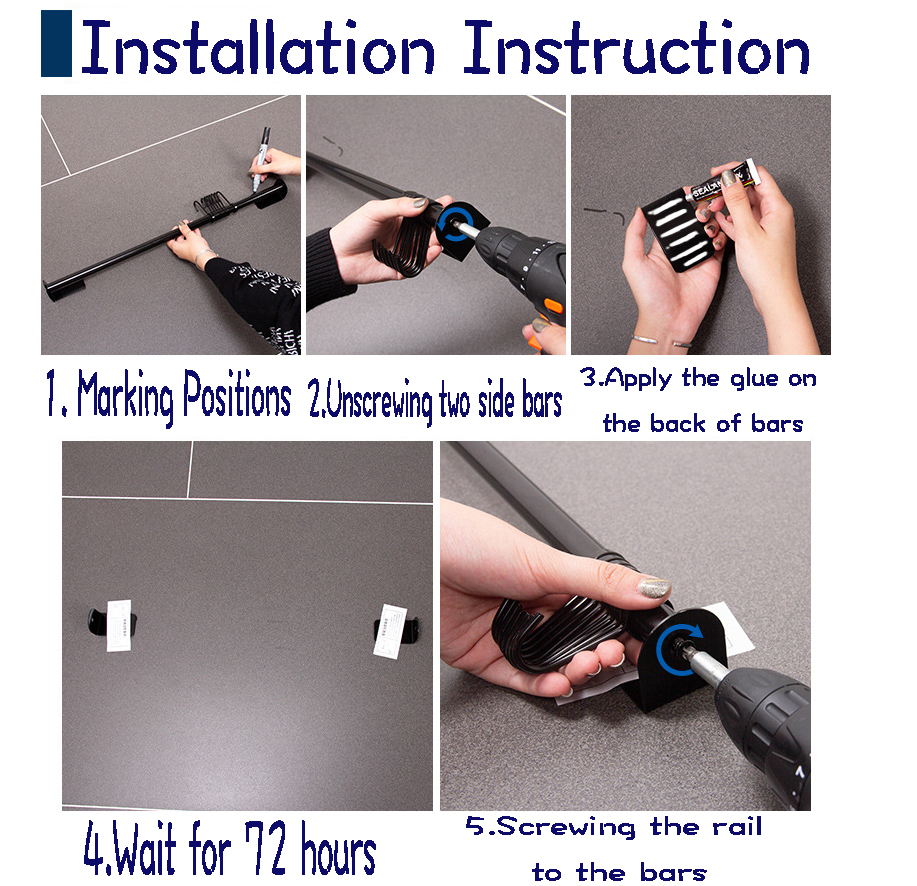 Installation Instruction
SEALAN
1. Marking Positions
2.Unscrewing two side bars
3.Apply the glue on
the back of bars
4.Wait for 72 hours
5.Screwing the rail
to the bars